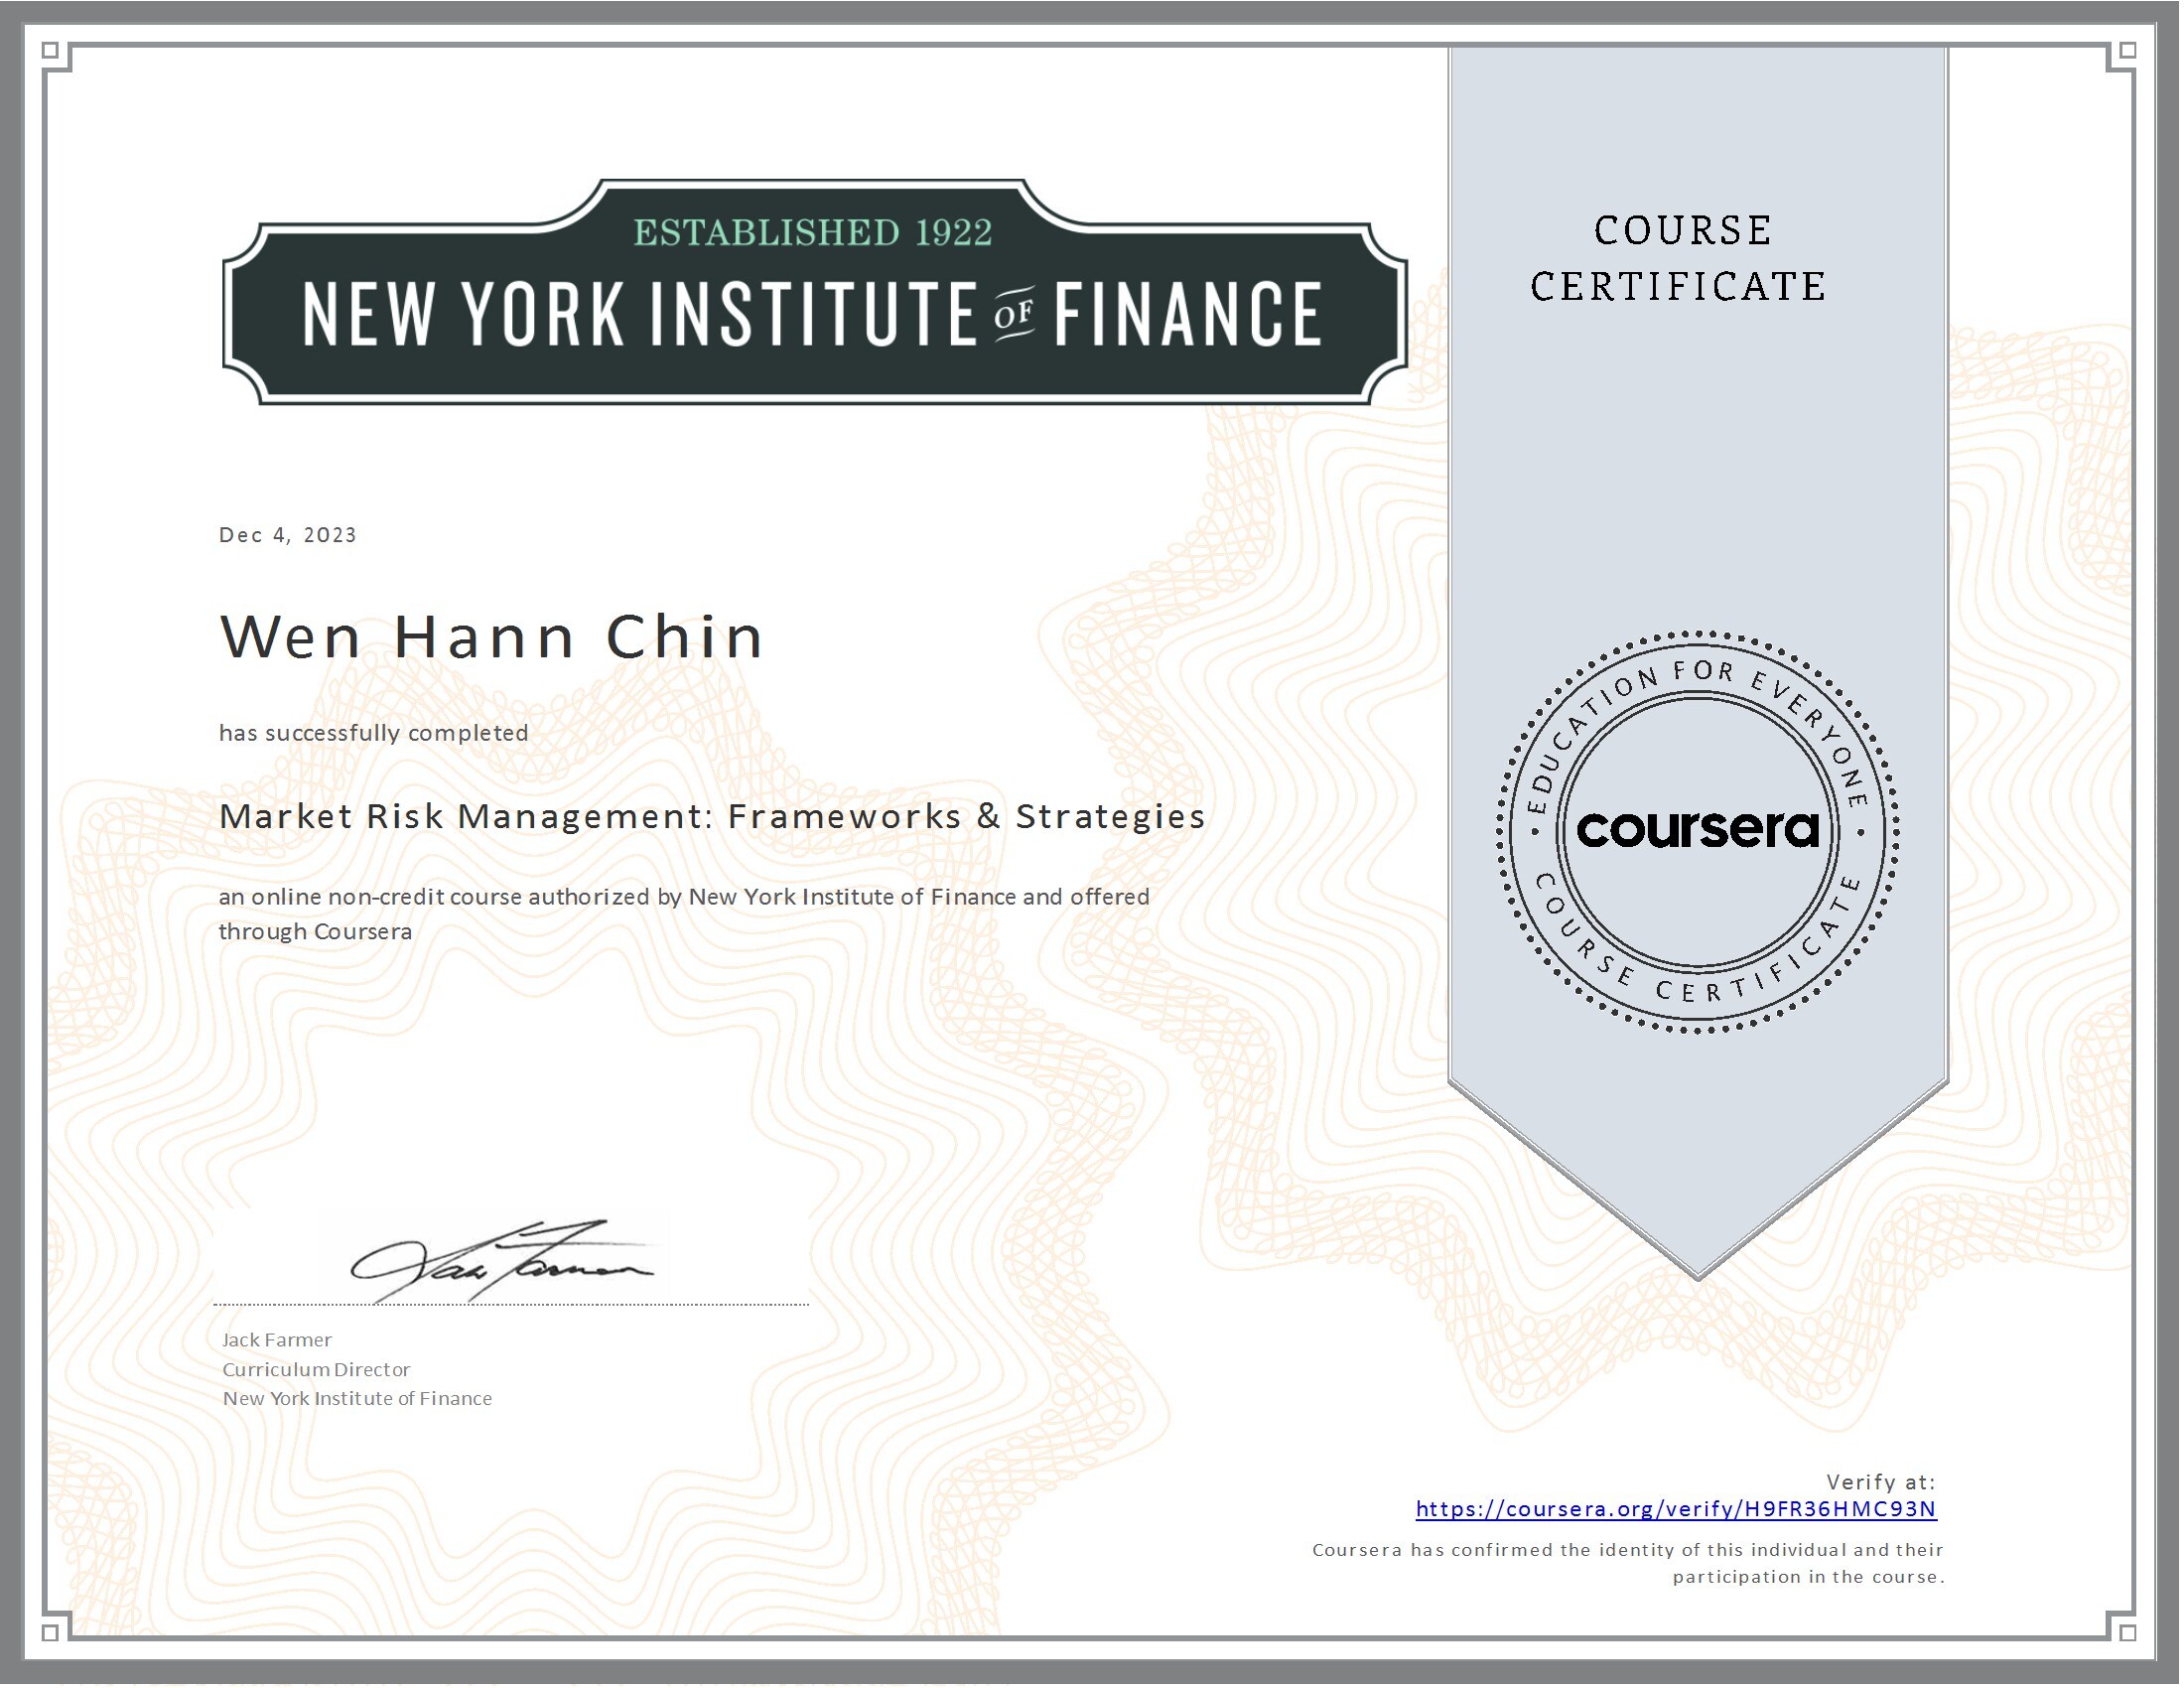 ESTABLISHED 1922
NEW YORK INSTITUTE OF FINANCE
COURSE
CERTIFICATE
Dec 4, 2023
Wen Hann Chin
has successfully completed
Market Risk Management: Frameworks & Strategies
an online non-credit course authorized by New York Institute of Finance and offered
through Coursera
EDUCATION FOR EVERYONE
coursera
COURSE CERTIFICATE
Jack Farmer
Jack Farmer
Curriculum Director
New York Institute of Finance
Verify at:
https://coursera.org/verify/H9FR36HMC93N
Coursera has confirmed the identity of this individual and their
participation in the course.